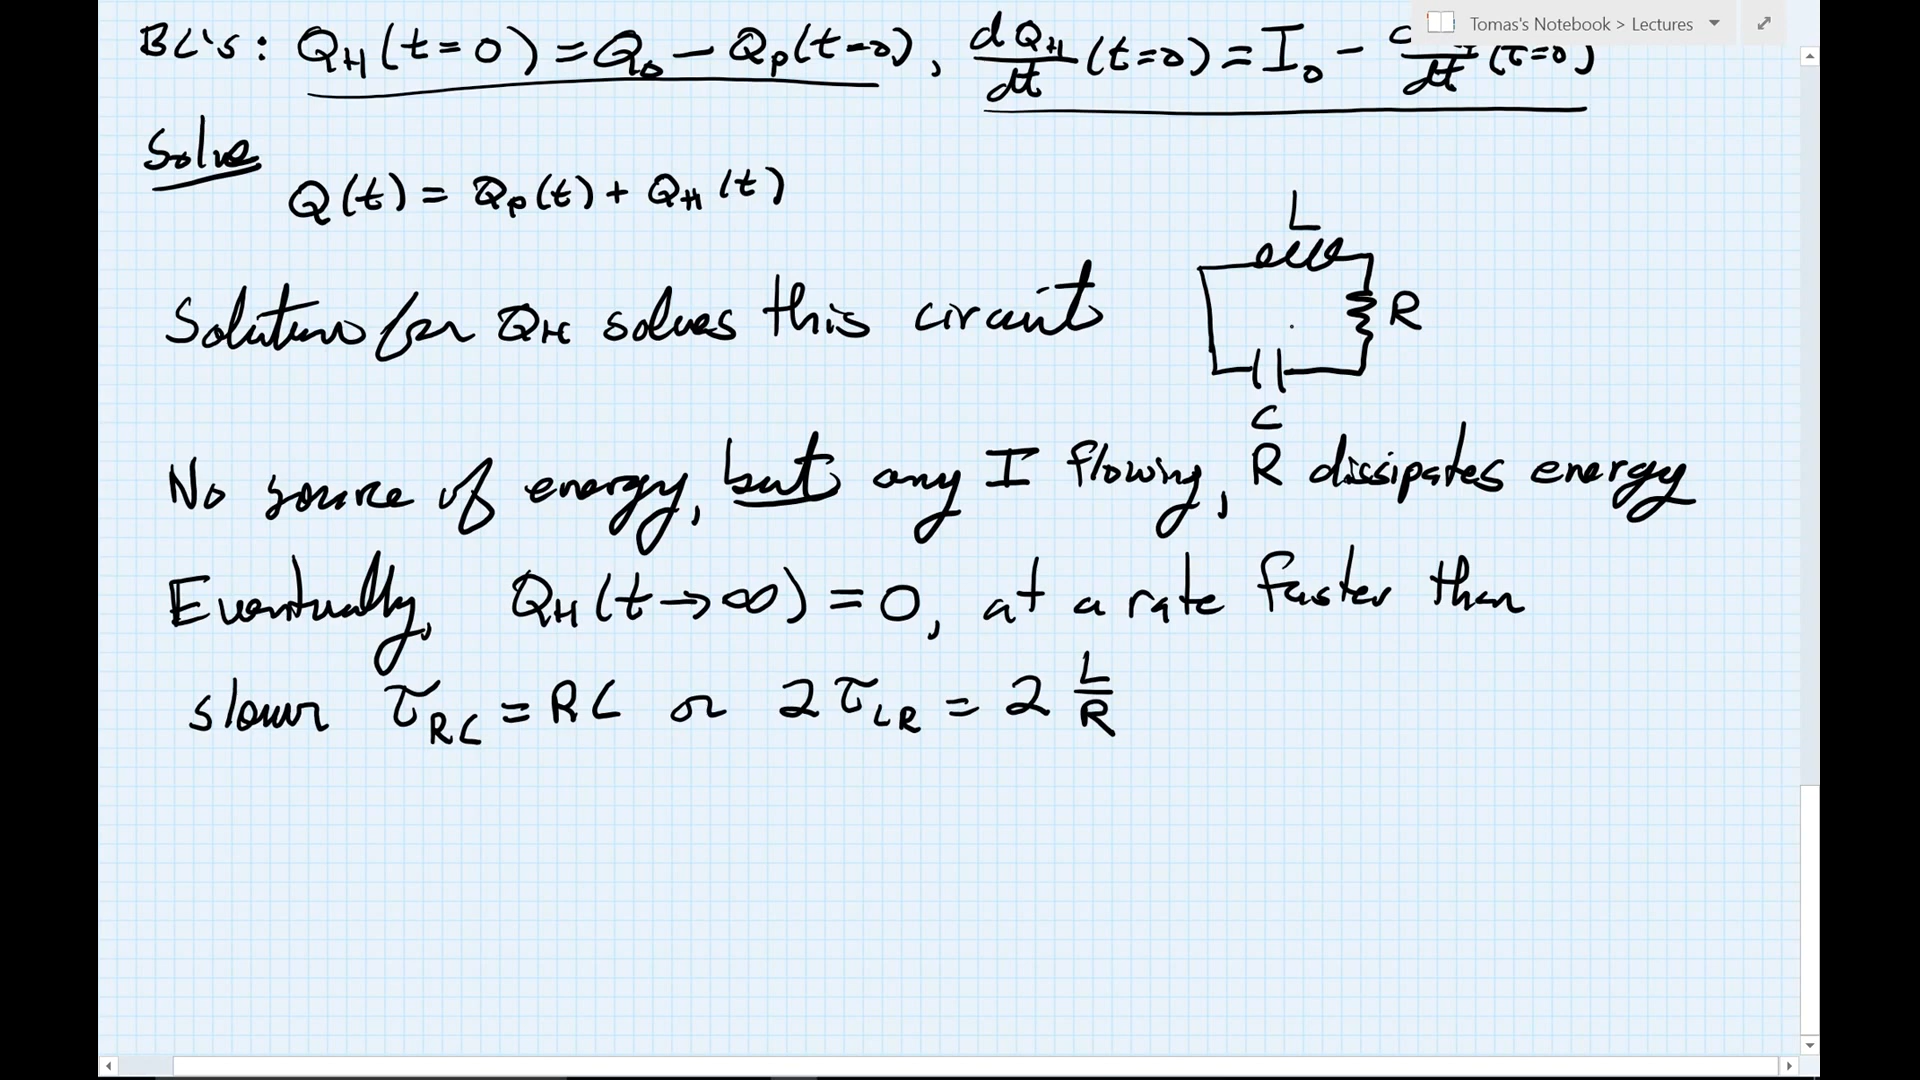 Tomas's Notebook > Lectures
BC's: Q_H(t=0) = Q_0 - Q_P(t=0), dQ_H/dt (t=0) = I_0 - /dt (t=0)
Solve
Q(t) = Q_P(t) + Q_H(t)
L
Solutions for Q_H solves this circuit
R
C
No source of energy, but any I flowing, R dissipates energy
Eventually, Q_H(t→∞) = 0, at a rate faster than
slower τ_RC = RC or 2τ_LR = 2 L/R